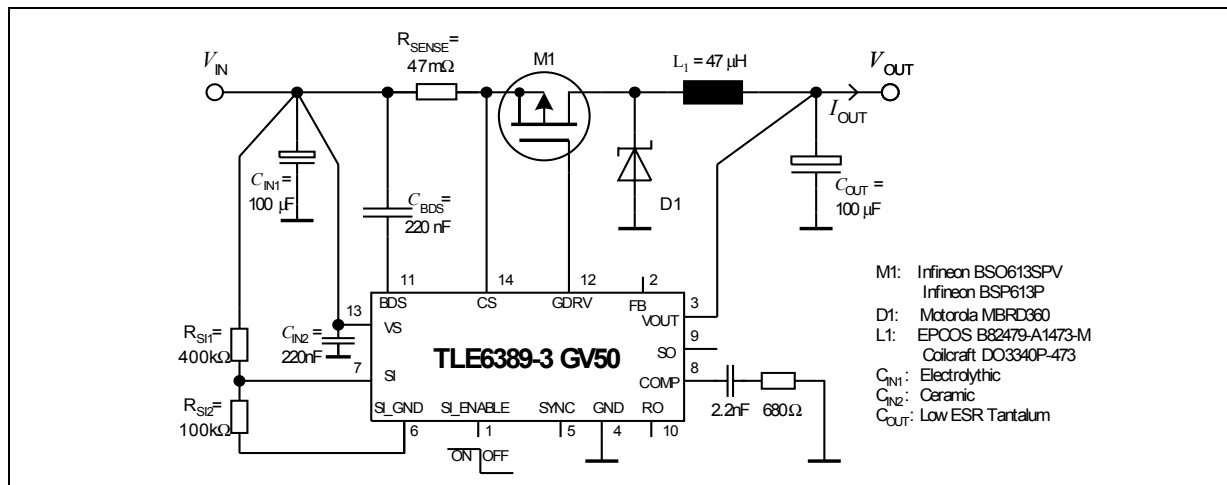 R_SENSE=
47mΩ
M1
L₁ = 47 µH
V_IN
V_OUT
I_OUT
C_IN1=
100 µF
C_BDS=
220 nF
D1
C_OUT=
100 µF
M1: Infineon BSO613SPV
Infineon BSP613P
D1: Motorola MBRD360
L1: EPCOS B82479-A1473-M
Coilcraft DO3340P-473
C_IN1: Electrolythic
C_IN2: Ceramic
C_OUT: Low ESR Tantalum
11 14 12 2
BDS CS GDRV FB
13 3
VS VOUT
R_SI1=
400kΩ
C_IN2=
220nF
TLE6389-3 GV50
9
SO
7 8
SI COMP
2.2nF 680Ω
R_SI2=
100kΩ
SI_GND SI_ENABLE SYNC GND RO
6 1 5 4 10
ON OFF